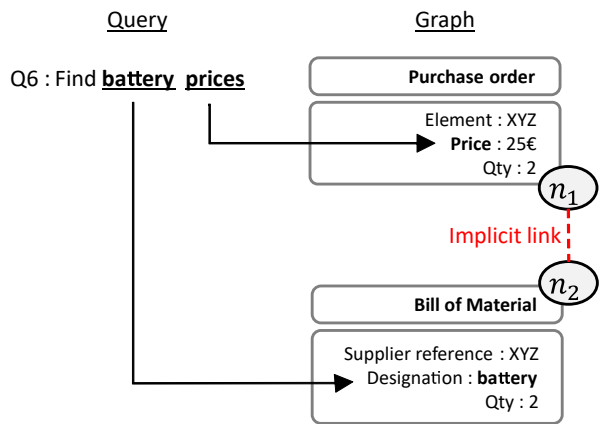 Query
Graph
Q6 : Find battery prices
Purchase order
Element : XYZ
Price : 25€
Qty : 2
n1
Implicit link
n2
Bill of Material
Supplier reference : XYZ
Designation : battery
Qty : 2